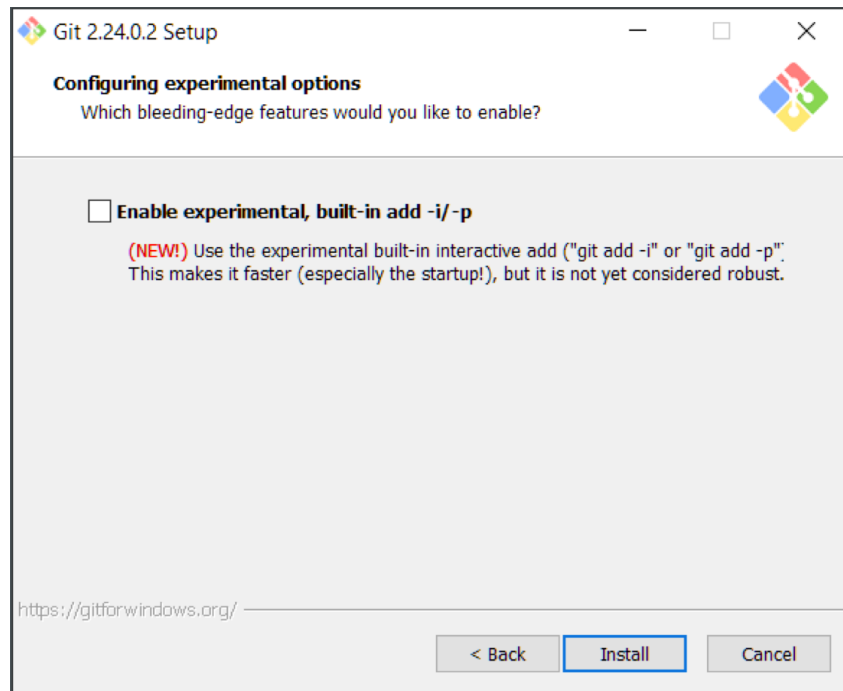 Git 2.24.0.2 Setup
Configuring experimental options
Which bleeding-edge features would you like to enable?
Enable experimental, built-in add -i/-p
(NEW!) Use the experimental built-in interactive add ("git add -i" or "git add -p")
This makes it faster (especially the startup!), but it is not yet considered robust.
https://gitforwindows.org/
< Back
Install
Cancel